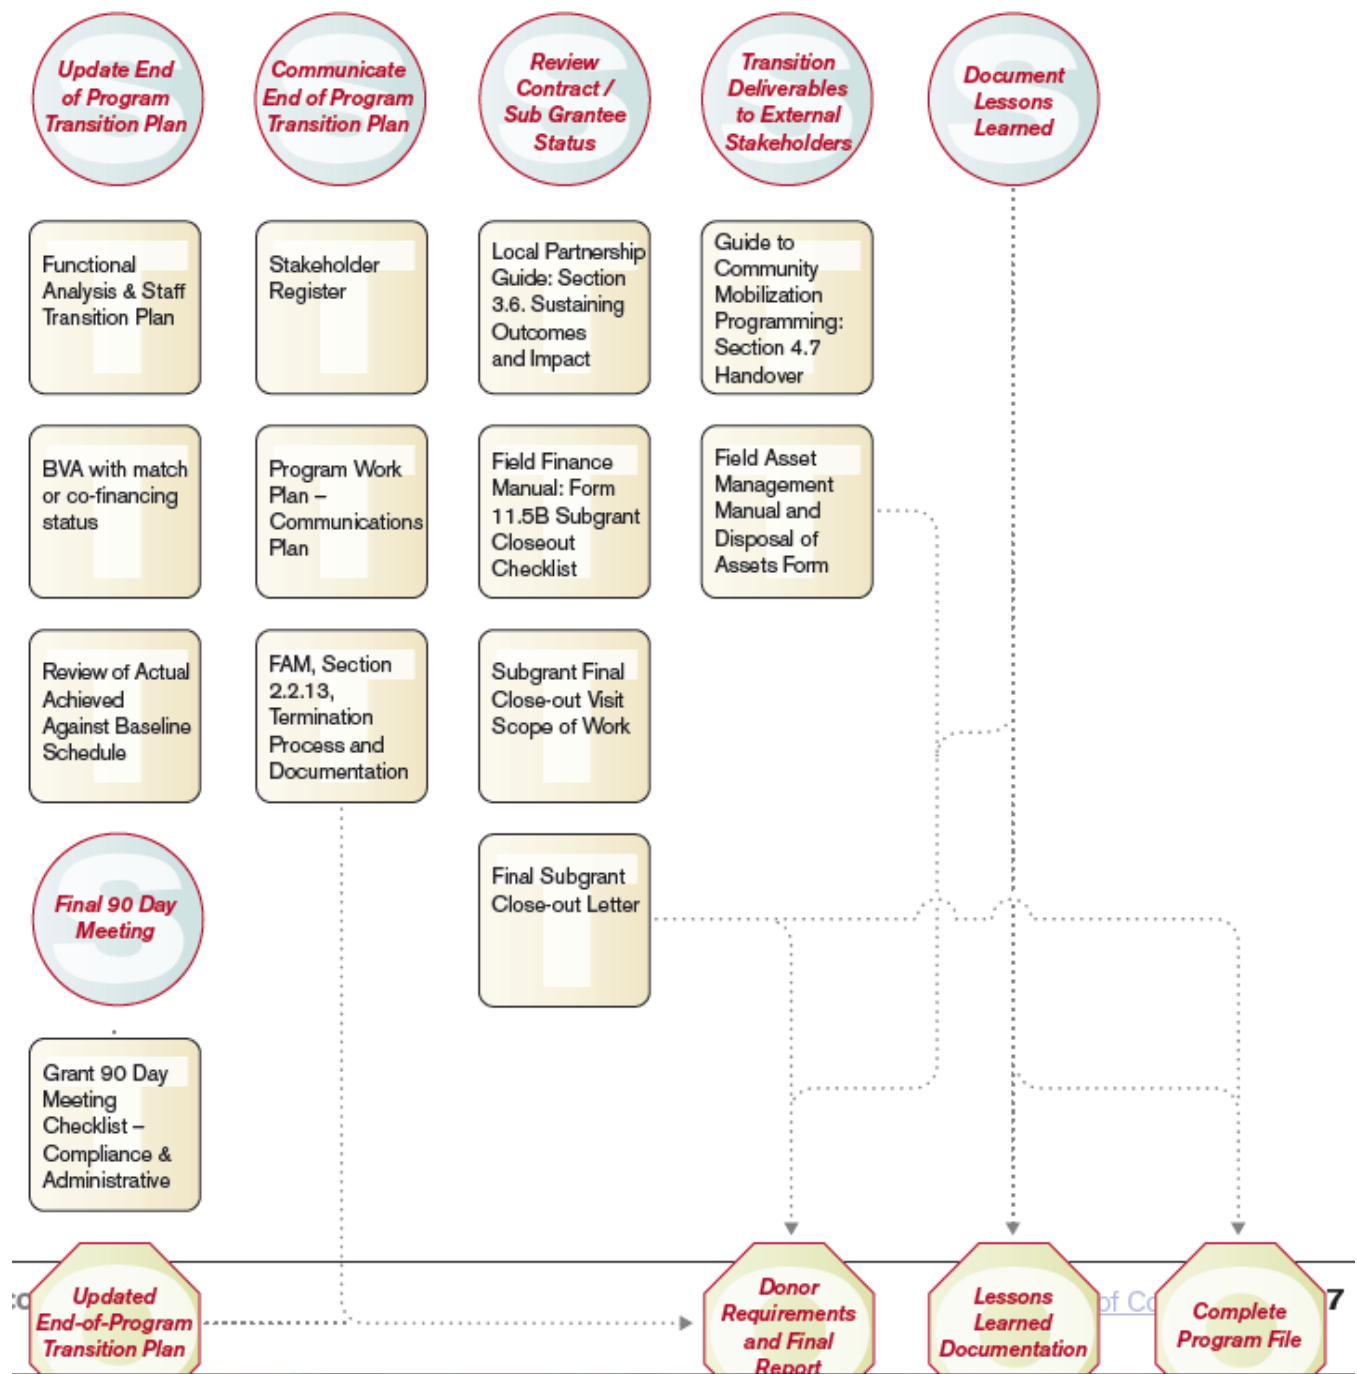 Update End
of Program
Transition Plan
Communicate
End of Program
Transition Plan
Review
Contract /
Sub Grantee
Status
Transition
Deliverables
to External
Stakeholders
Document
Lessons
Learned
Functional
Analysis & Staff
Transition Plan
Stakeholder
Register
Local Partnership
Guide: Section
3.6. Sustaining
Outcomes
and Impact
Guide to
Community
Mobilization
Programming:
Section 4.7
Handover
BVA with match
or co-financing
status
Program Work
Plan –
Communications
Plan
Field Finance
Manual: Form
11.5B Subgrant
Closeout
Checklist
Field Asset
Management
Manual and
Disposal of
Assets Form
Review of Actual
Achieved
Against Baseline
Schedule
FAM, Section
2.2.13,
Termination
Process and
Documentation
Subgrant Final
Close-out Visit
Scope of Work
Final 90 Day
Meeting
Final Subgrant
Close-out Letter
Grant 90 Day
Meeting
Checklist –
Compliance &
Administrative
Updated
End-of-Program
Transition Plan
Donor
Requirements
and Final
Report
Lessons
Learned
Documentation
of Co
Complete
Program File
7